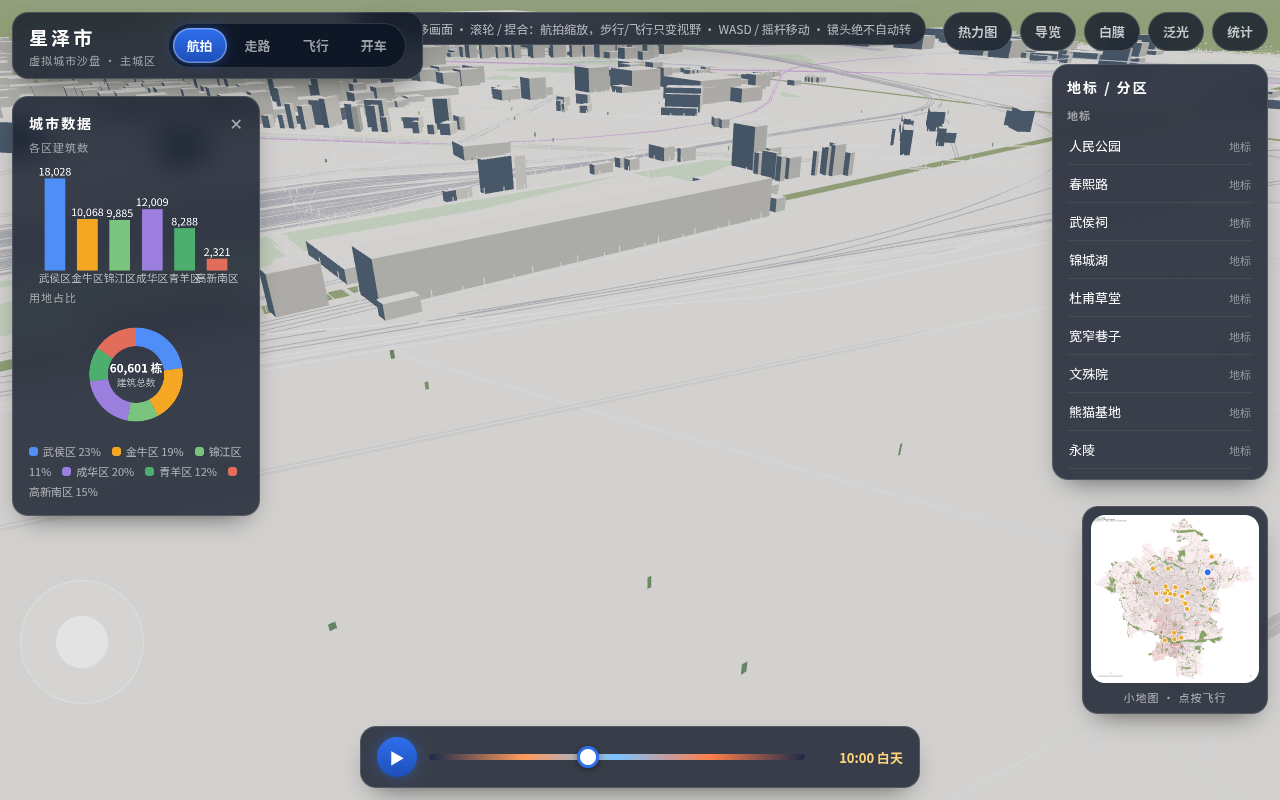 星泽市
虚拟城市沙盘 · 主城区
航拍
走路
飞行
开车
画面 · 滚轮 / 捏合：航拍缩放，步行/飞行只变视野 · WASD / 摇杆移动 · 镜头绝不自动转
热力图
导览
白膜
泛光
统计
城市数据
×
各区建筑数
18,028
10,068
9,885
12,009
8,288
2,321
武侯区
金牛区
锦江区
成华区
青羊区
高新南区
用地占比
60,601 栋
建筑总数
武侯区 23% 金牛区 19% 锦江区
11% 成华区 20% 青羊区 12%
高新南区 15%
地标 / 分区
地标
人民公园 地标
春熙路 地标
武侯祠 地标
锦城湖 地标
杜甫草堂 地标
宽窄巷子 地标
文殊院 地标
熊猫基地 地标
永陵 地标
小地图 · 点按飞行
10:00 白天